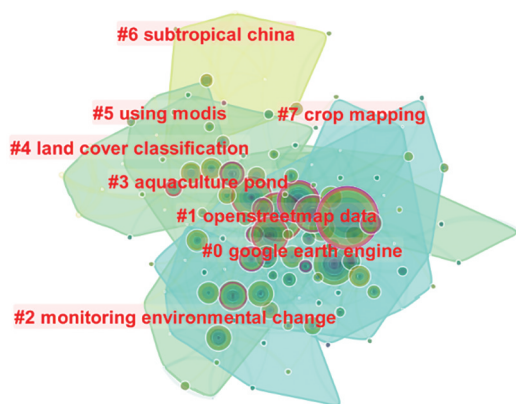 #6 subtropical china
#5 using modis
#7 crop mapping
#4 land cover classification
#3 aquaculture pond
#1 openstreetmap data
#0 google earth engine
#2 monitoring environmental change